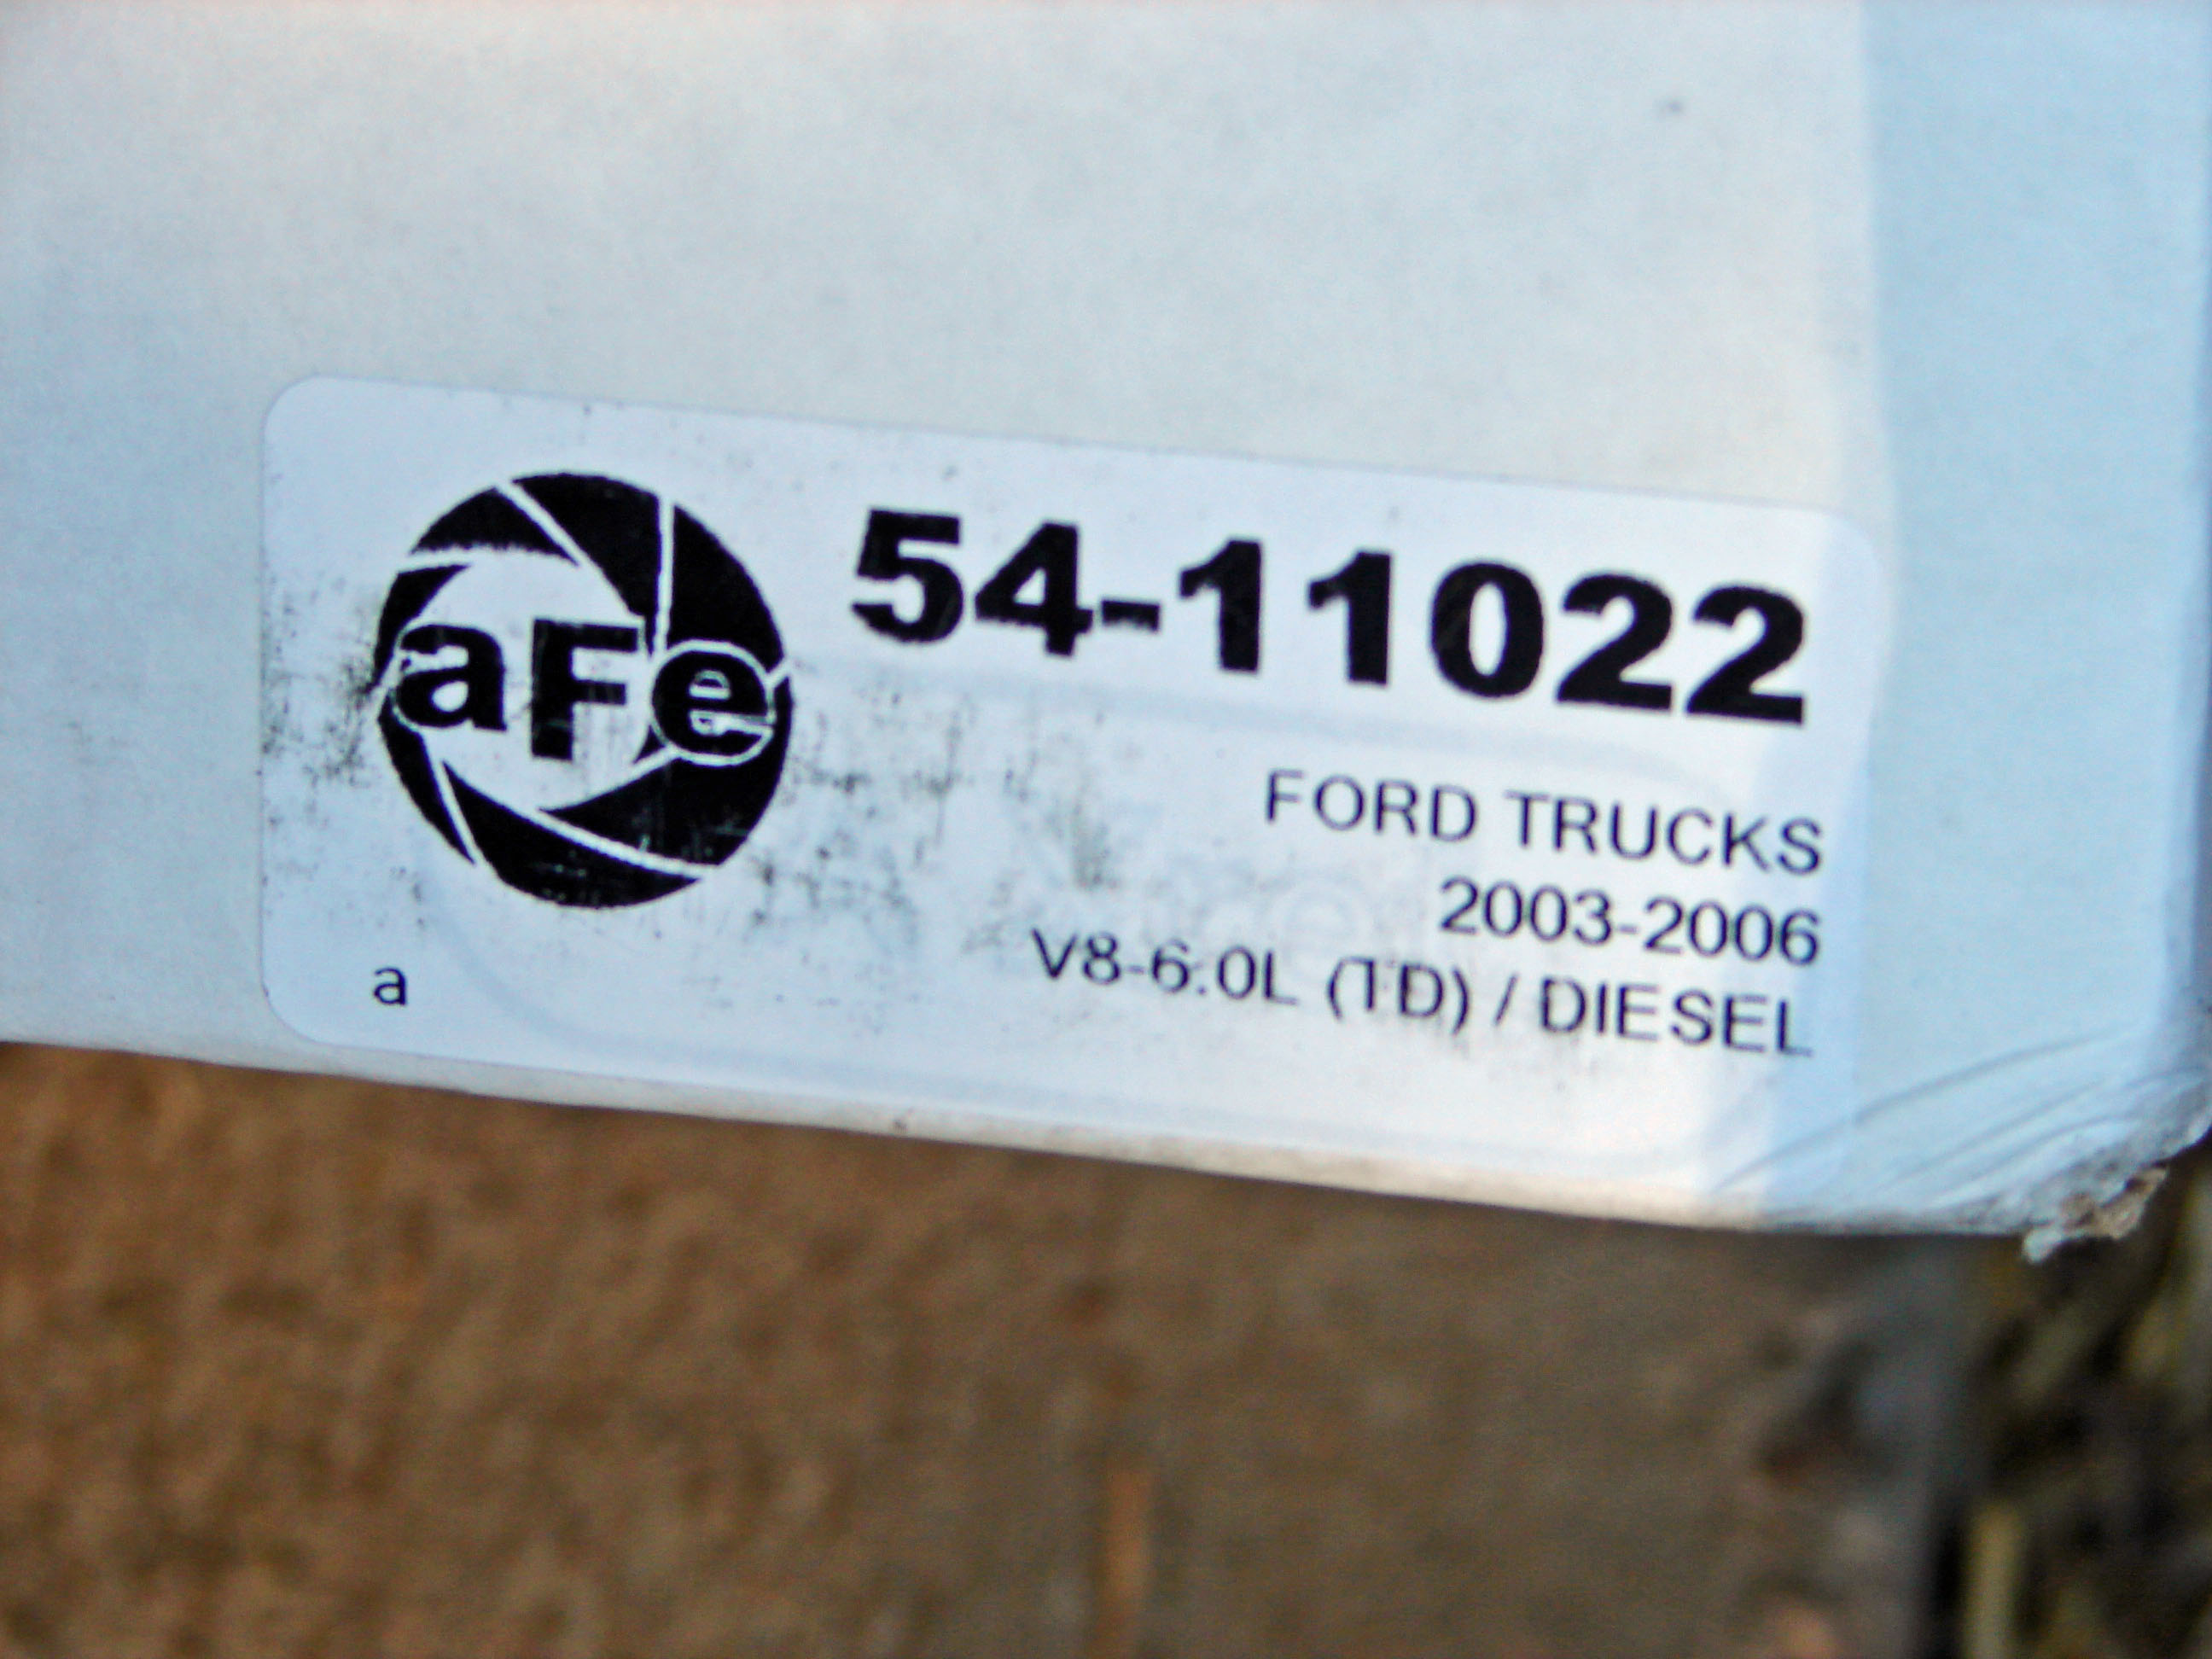 aFe
54-11022
FORD TRUCKS
2003-2006
V8-6.0L (TD) / DIESEL
a